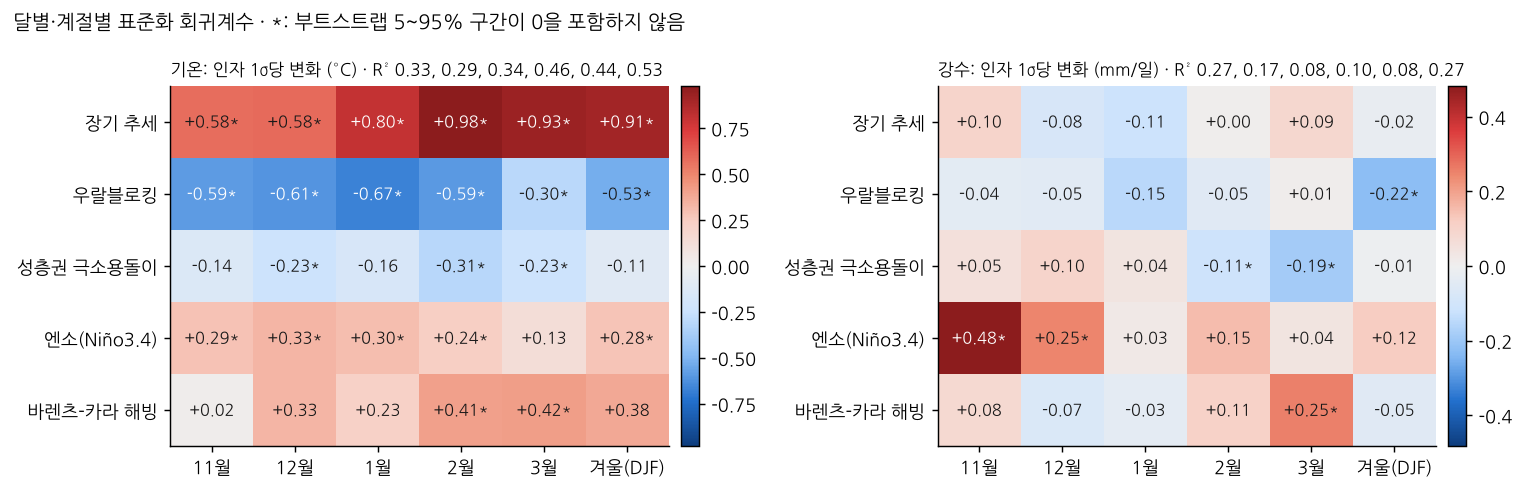 달별·계절별 표준화 회귀계수 · *: 부트스트랩 5~95% 구간이 0을 포함하지 않음
기온: 인자 1σ당 변화 (°C) · R² 0.33, 0.29, 0.34, 0.46, 0.44, 0.53
장기 추세 +0.58* +0.58* +0.80* +0.98* +0.93* +0.91*
우랄블로킹 -0.59* -0.61* -0.67* -0.59* -0.30* -0.53*
성층권 극소용돌이 -0.14 -0.23* -0.16 -0.31* -0.23* -0.11
엔소(Niño3.4) +0.29* +0.33* +0.30* +0.24* +0.13 +0.28*
바렌츠-카라 해빙 +0.02 +0.33 +0.23 +0.41* +0.42* +0.38
11월 12월 1월 2월 3월 겨울(DJF)
0.75
0.50
0.25
0.00
-0.25
-0.50
-0.75
강수: 인자 1σ당 변화 (mm/일) · R² 0.27, 0.17, 0.08, 0.10, 0.08, 0.27
장기 추세 +0.10 -0.08 -0.11 +0.00 +0.09 -0.02
우랄블로킹 -0.04 -0.05 -0.15 -0.05 +0.01 -0.22*
성층권 극소용돌이 +0.05 +0.10 +0.04 -0.11* -0.19* -0.01
엔소(Niño3.4) +0.48* +0.25* +0.03 +0.15 +0.04 +0.12
바렌츠-카라 해빙 +0.08 -0.07 -0.03 +0.11 +0.25* -0.05
11월 12월 1월 2월 3월 겨울(DJF)
0.4
0.2
0.0
-0.2
-0.4